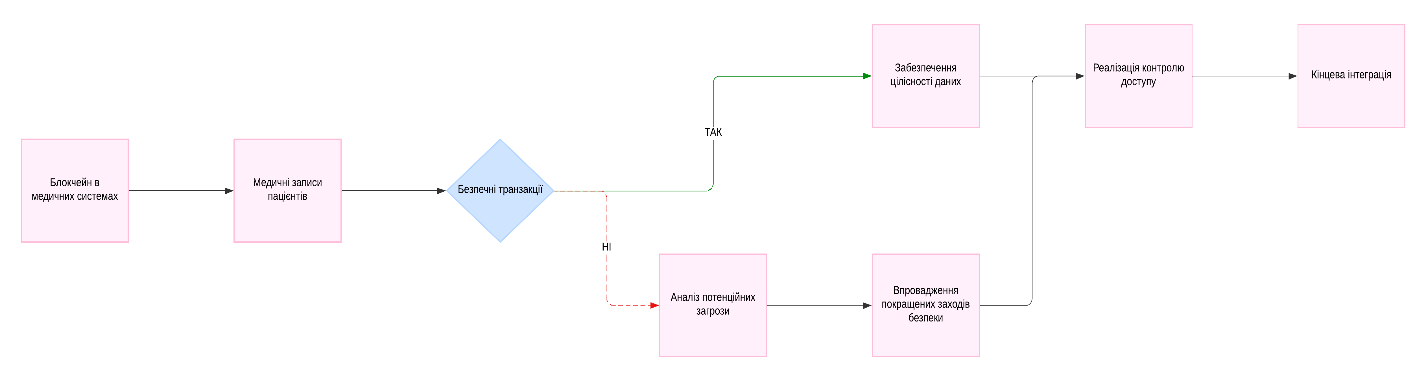 Блокчейн в
медичних системах
Медичні записи
пацієнтів
Безпечні транзакції
ТАК
НІ
Забезпечення
цілісності даних
Аналіз потенційних
загрози
Впровадження
покращених заходів
безпеки
Реалізація контролю
доступу
Кінцева інтеграція